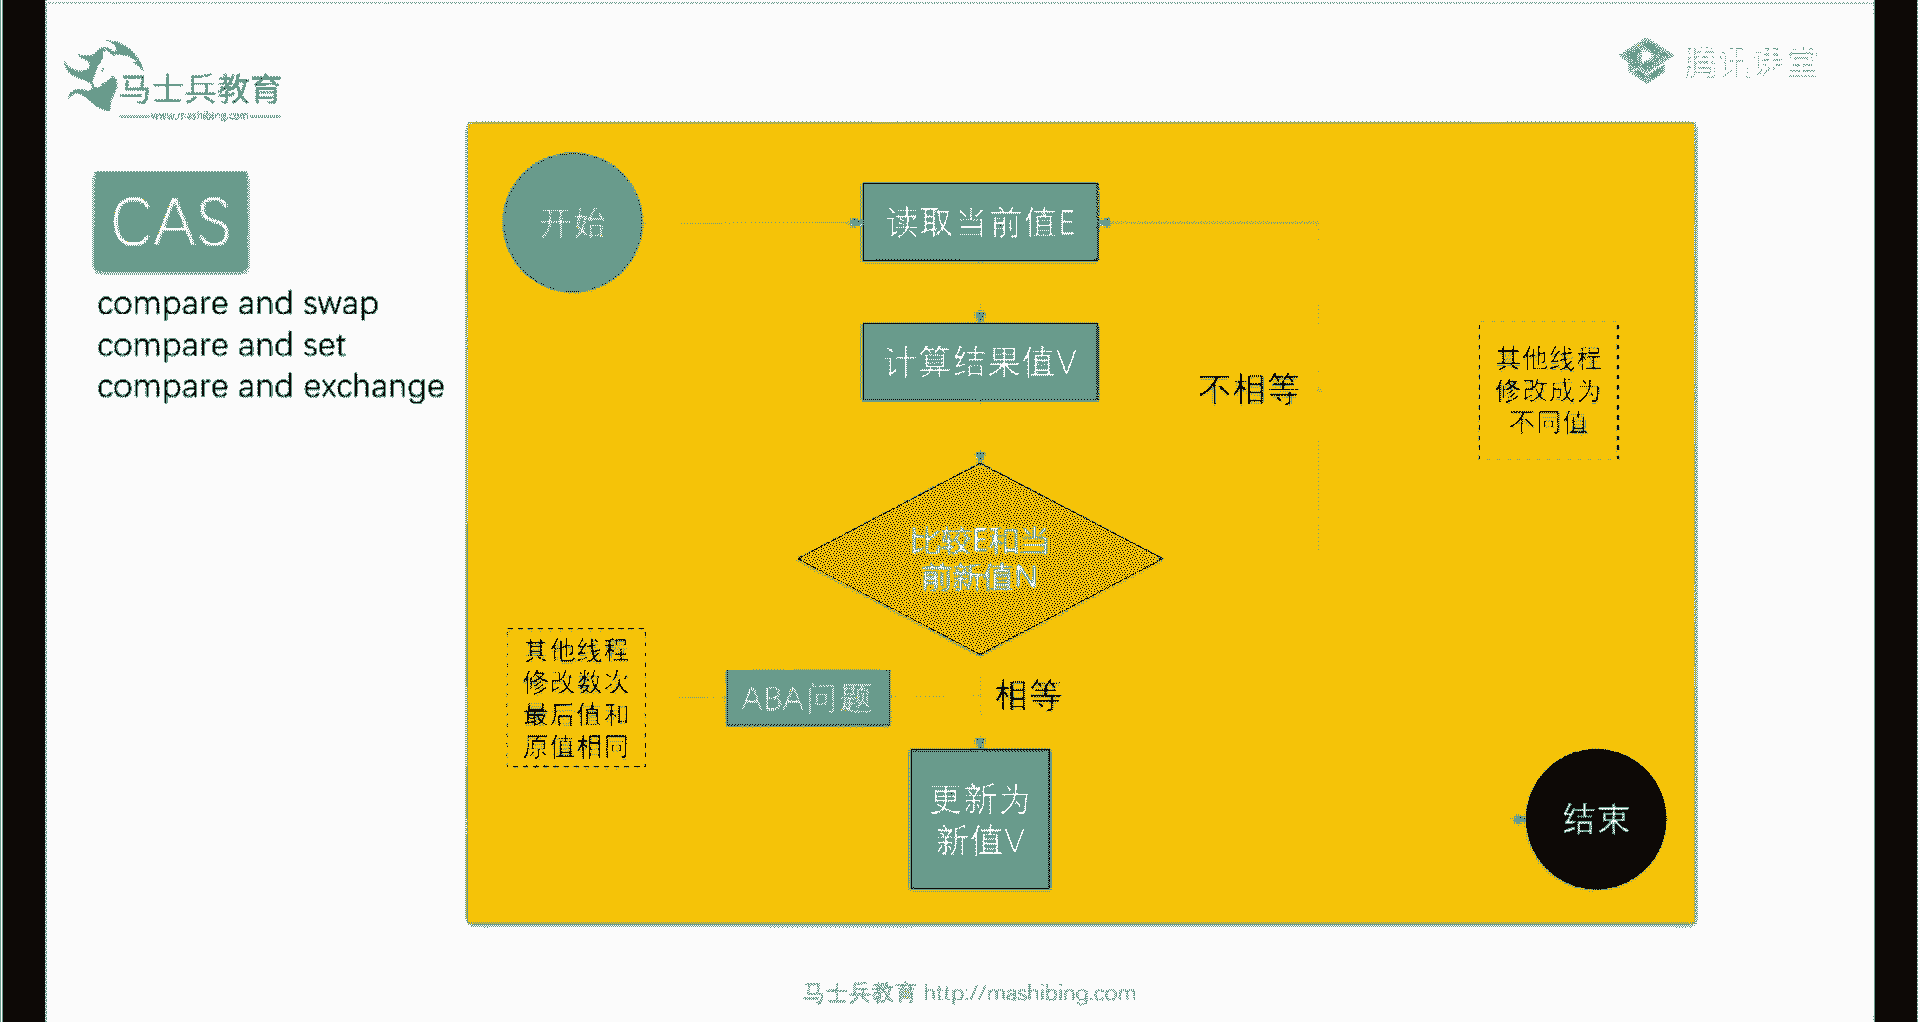 马士兵教育
www.mashibing.com
腾讯课堂
CAS
compare and swap
compare and set
compare and exchange
开始
读取当前值E
计算结果值V
不相等
其他线程
修改成为
不同值
比较E和当
前新值N
其他线程
修改数次
最后值和
原值相同
ABA问题
相等
更新为
新值V
结束
马士兵教育 http://mashibing.com